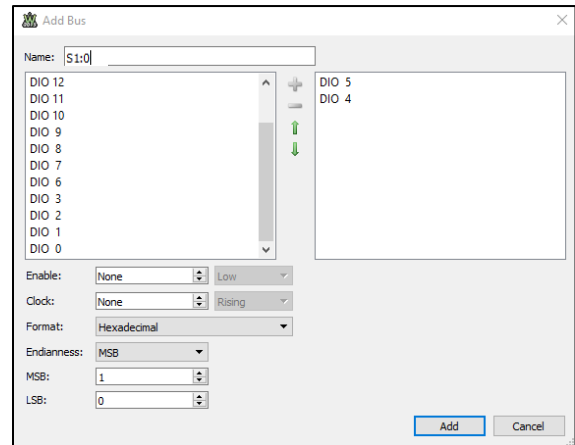 Add Bus
Name: S1:0
DIO 12
DIO 11
DIO 10
DIO 9
DIO 8
DIO 7
DIO 6
DIO 3
DIO 2
DIO 1
DIO 0
DIO 5
DIO 4
Enable: None Low
Clock: None Rising
Format: Hexadecimal
Endianness: MSB
MSB: 1
LSB: 0
Add Cancel